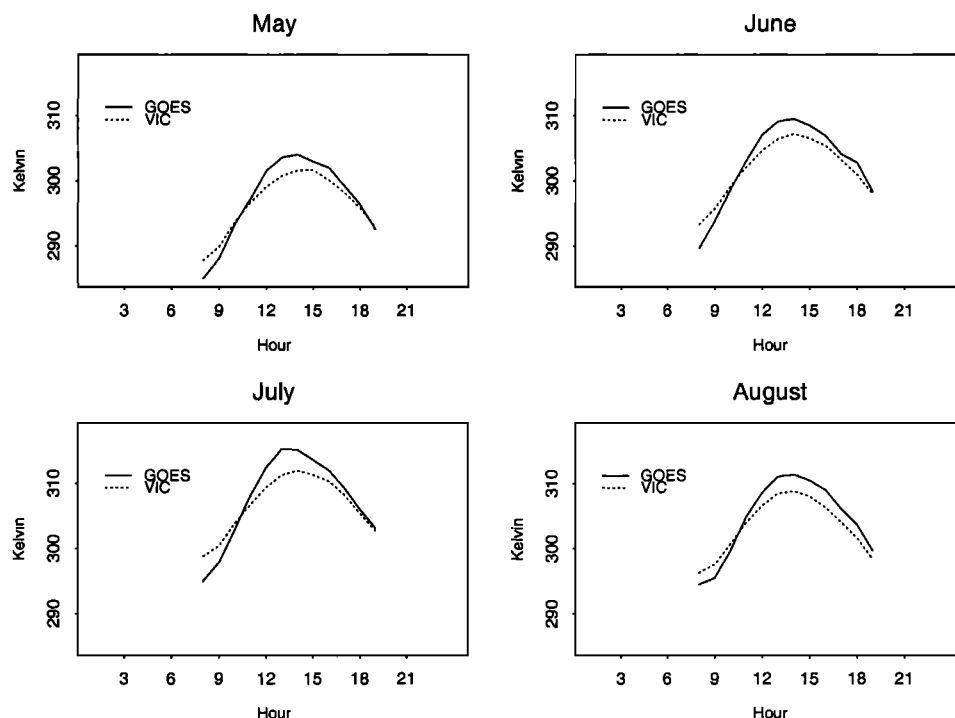 May
GOES
VIC
310
300
290
Kelvin
3 6 9 12 15 18 21
Hour
June
GOES
VIC
310
300
290
Kelvin
3 6 9 12 15 18 21
Hour
July
GOES
VIC
310
300
290
Kelvin
3 6 9 12 15 18 21
Hour
August
GOES
VIC
310
300
290
Kelvin
3 6 9 12 15 18 21
Hour